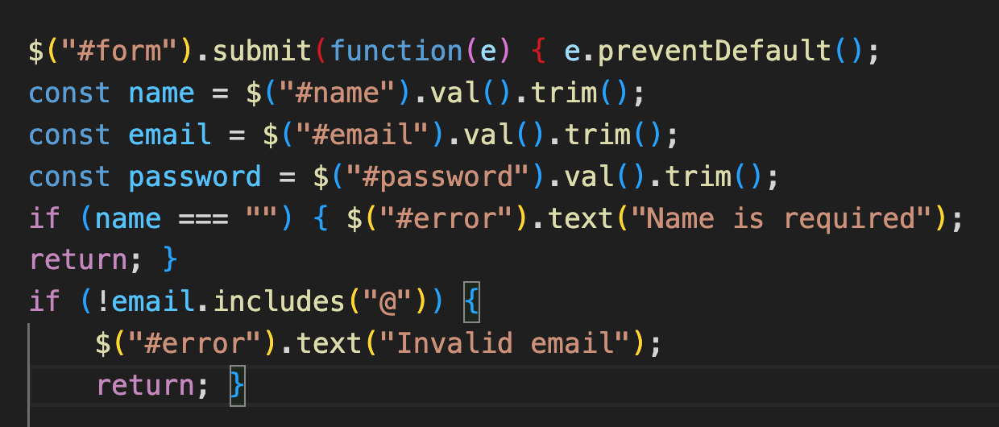 $("#form").submit(function(e) { e.preventDefault();
const name = $("#name").val().trim();
const email = $("#email").val().trim();
const password = $("#password").val().trim();
if (name === "") { $("#error").text("Name is required");
return; }
if (!email.includes("@")) {
    $("#error").text("Invalid email");
    return; }